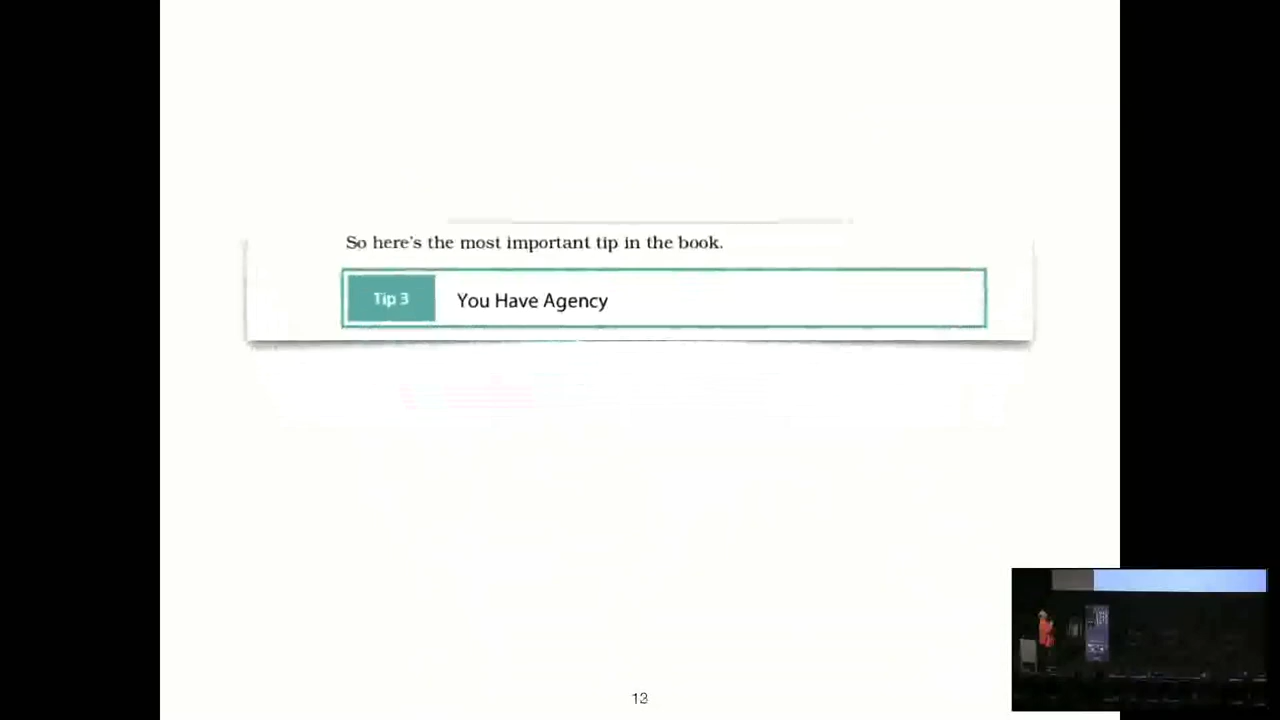 So here's the most important tip in the book.
Tip 3
You Have Agency
13